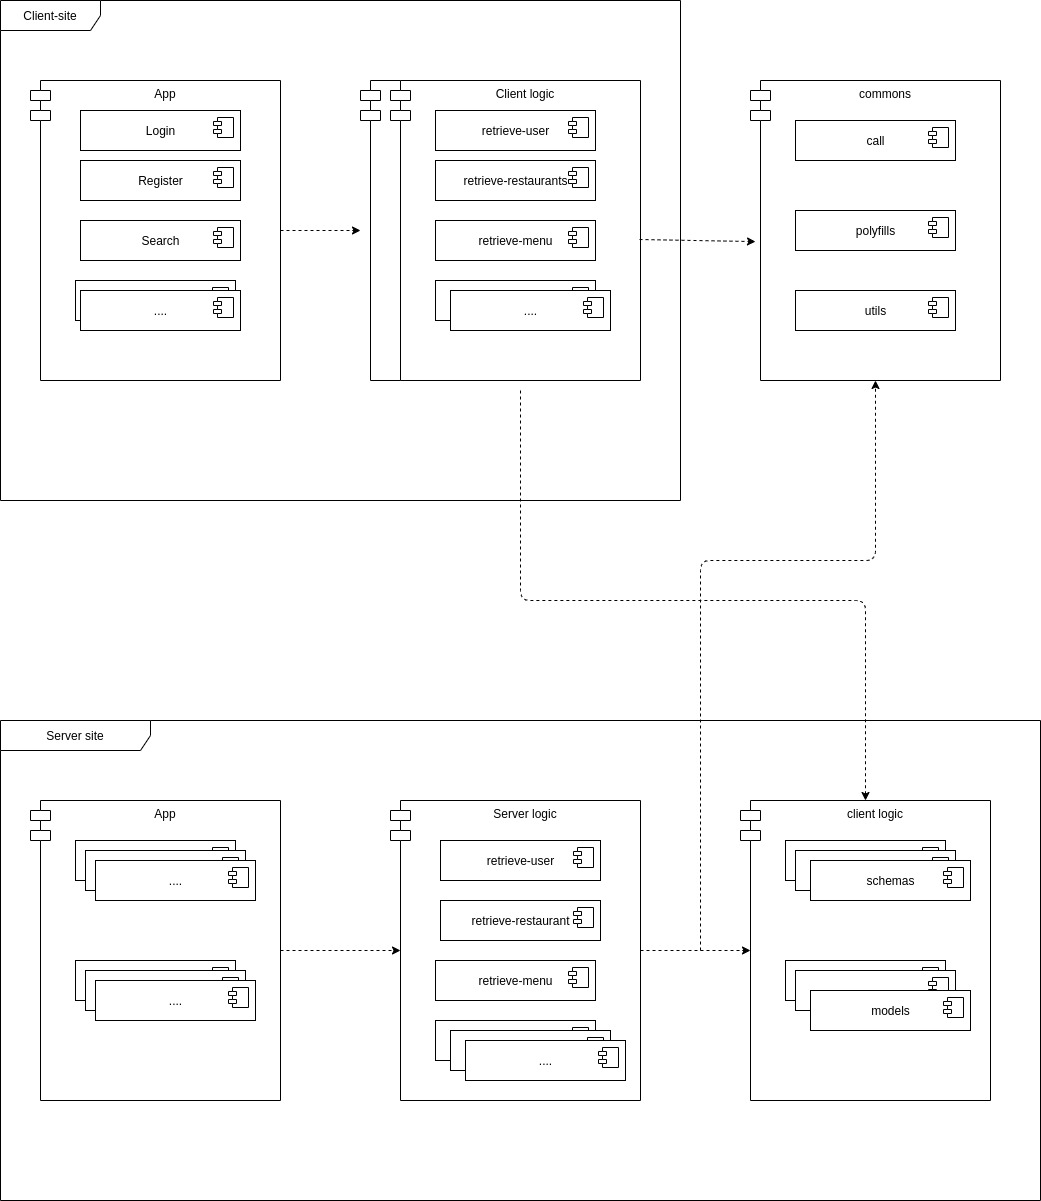 Client-site
App
Login
Register
Search
....
Client logic
retrieve-user
retrieve-restaurants
retrieve-menu
....
commons
call
polyfills
utils
Server site
App
....
....
Server logic
retrieve-user
retrieve-restaurant
retrieve-menu
....
client logic
schemas
models